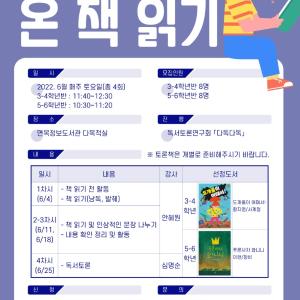 온 책 읽기
일 시
2022. 6월 매주 토요일(총 4회)
3-4학년반 : 11:40~12:30
5-6학년반 : 10:30~11:20
모집인원
3-4학년반 8명
5-6학년반 8명
장 소
면목정보도서관 다목적실
진 행
독서토론연구회 「다독다독」
내 용
※ 토론책은 개별로 준비해주시기 바랍니다.
일시 내용 강사 선정도서
1차시
(6/4)
- 책 읽기 전 활동
- 책 읽기(낭독, 발췌)
2-3차시
(6/11,
6/18)
- 책 읽기 및 인상적인 문장 나누기
- 내용 확인 정리 및 활동
4차시
(6/25)
- 독서토론
안혜원
심명순
3-4
학년
5-6
학년
신 청
문 의